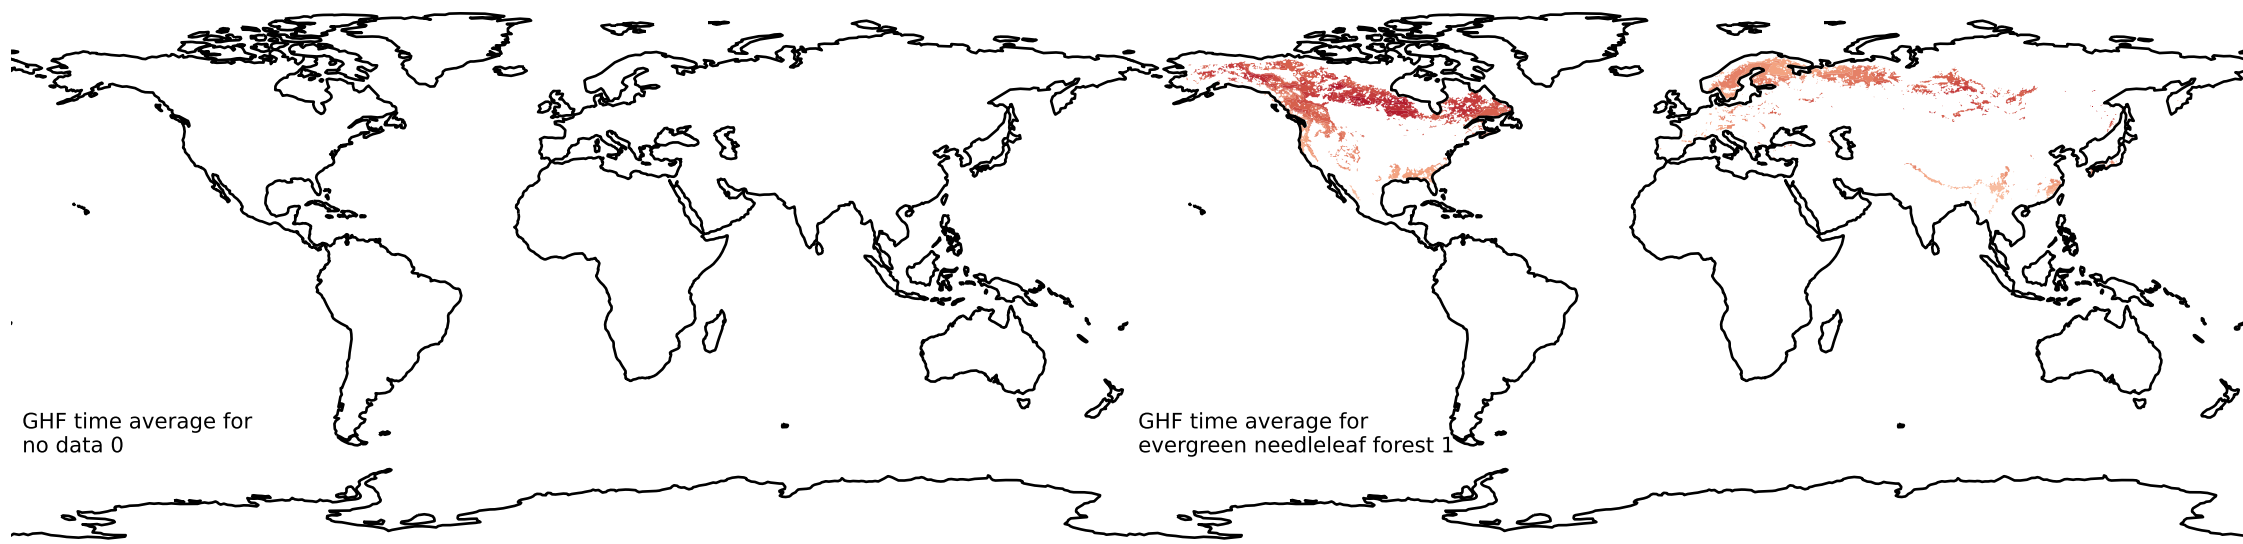 GHF time average for
no data 0
GHF time average for
evergreen needleleaf forest 1